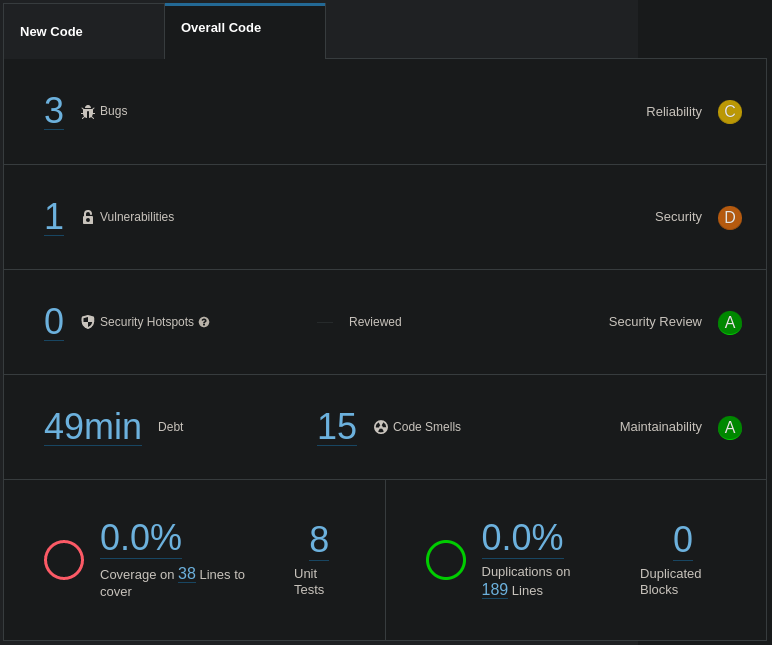 New Code
Overall Code
3 Bugs
Reliability C
1 Vulnerabilities
Security D
0 Security Hotspots ?
Reviewed
Security Review A
49min Debt
15 Code Smells
Maintainability A
0.0%
Coverage on 38 Lines to
cover
8
Unit
Tests
0.0%
Duplications on
189 Lines
0
Duplicated
Blocks